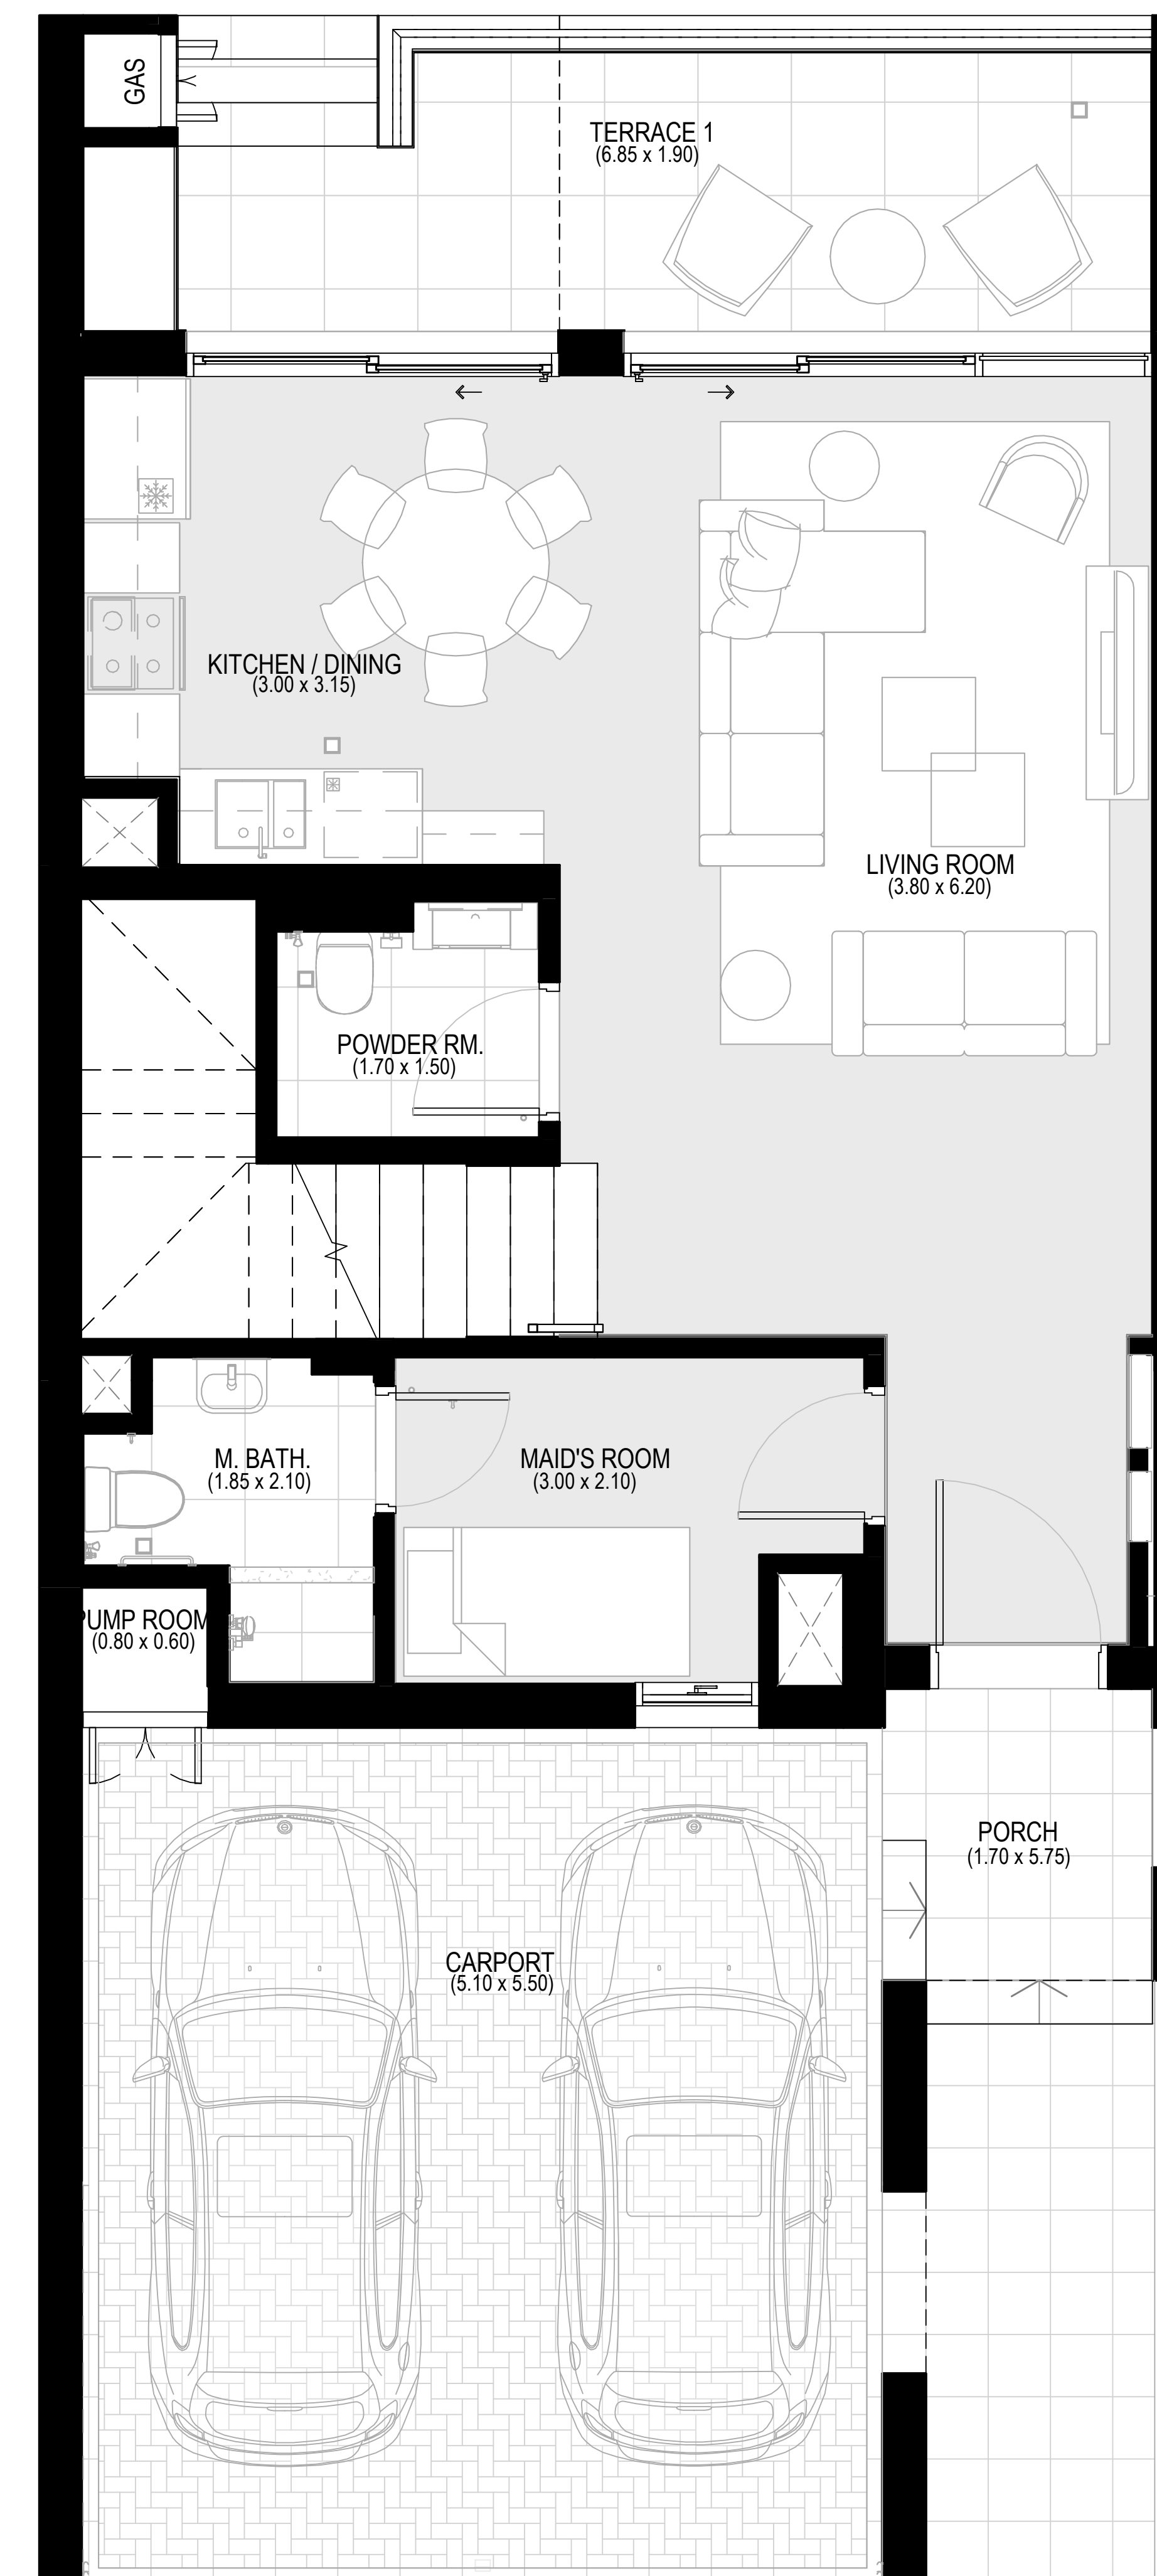 GAS
TERRACE 1
(6.85 x 1.90)
KITCHEN / DINING
(3.00 x 3.15)
LIVING ROOM
(3.80 x 6.20)
POWDER RM.
(1.70 x 1.50)
M. BATH.
(1.85 x 2.10)
MAID'S ROOM
(3.00 x 2.10)
PUMP ROOM
(0.80 x 0.60)
PORCH
(1.70 x 5.75)
CARPORT
(5.10 x 5.50)